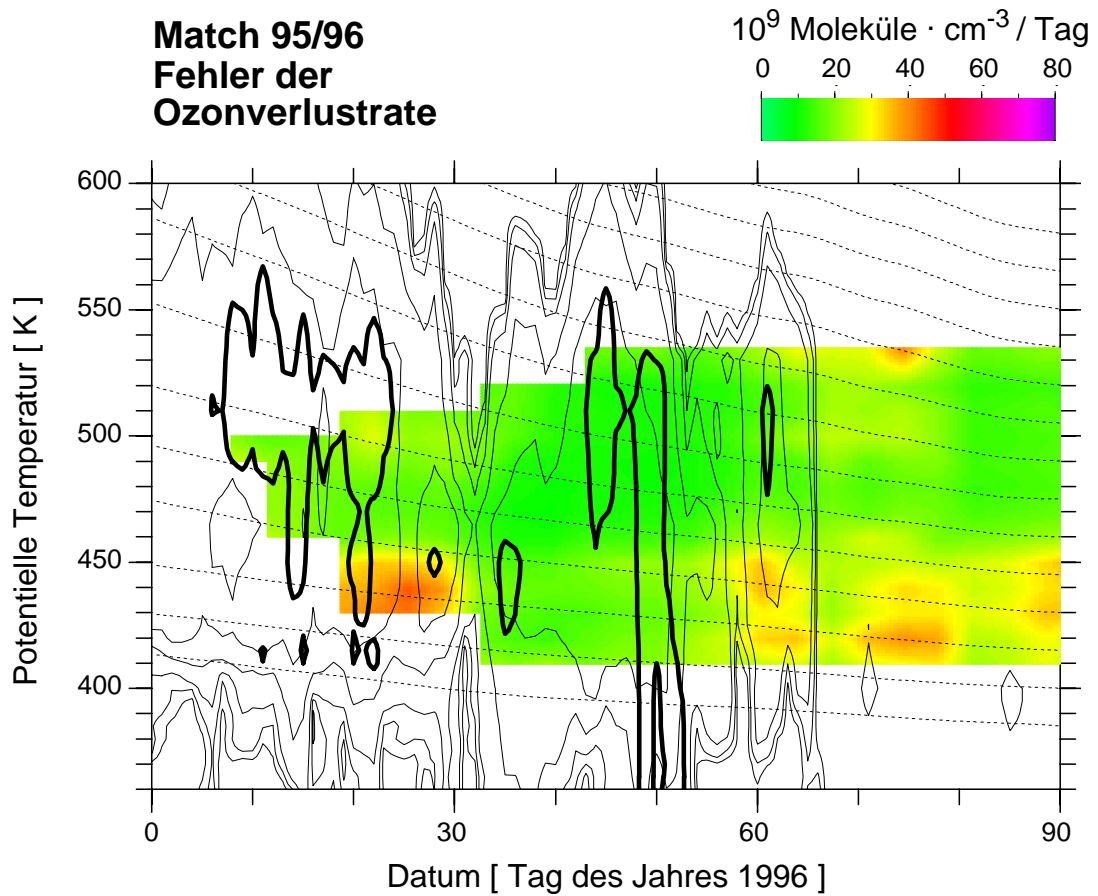 Match 95/96
Fehler der
Ozonverlustrate
10⁹ Moleküle · cm⁻³ / Tag
0 20 40 60 80
Potentielle Temperatur [ K ]
600
550
500
450
400
0 30 60 90
Datum [ Tag des Jahres 1996 ]